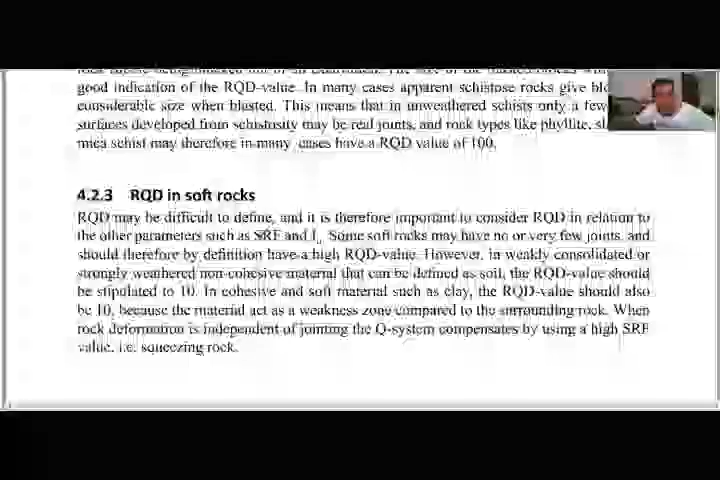 good indication of the RQD-value. In many cases apparent schistose rocks give
considerable size when blasted. This means that in unweathered schists only a few
surfaces developed from schistosity may be real joints, and rock types like phyllite,
mica schist may therefore in many cases have a RQD value of 100.
4.2.3 RQD in soft rocks
RQD may be difficult to define, and it is therefore important to consider RQD in relation to
the other parameters such as SRF and Jn. Some soft rocks may have no or very few joints, and
should therefore by definition have a high RQD-value. However, in weakly consolidated or
strongly weathered non-cohesive material that can be defined as soil, the RQD-value should
be stipulated to 10. In cohesive and soft material such as clay, the RQD-value should also
be 10, because the material act as a weakness zone compared to the surrounding rock. When
rock deformation is independent of jointing the Q-system compensates by using a high SRF
value, i.e. squeezing rock.